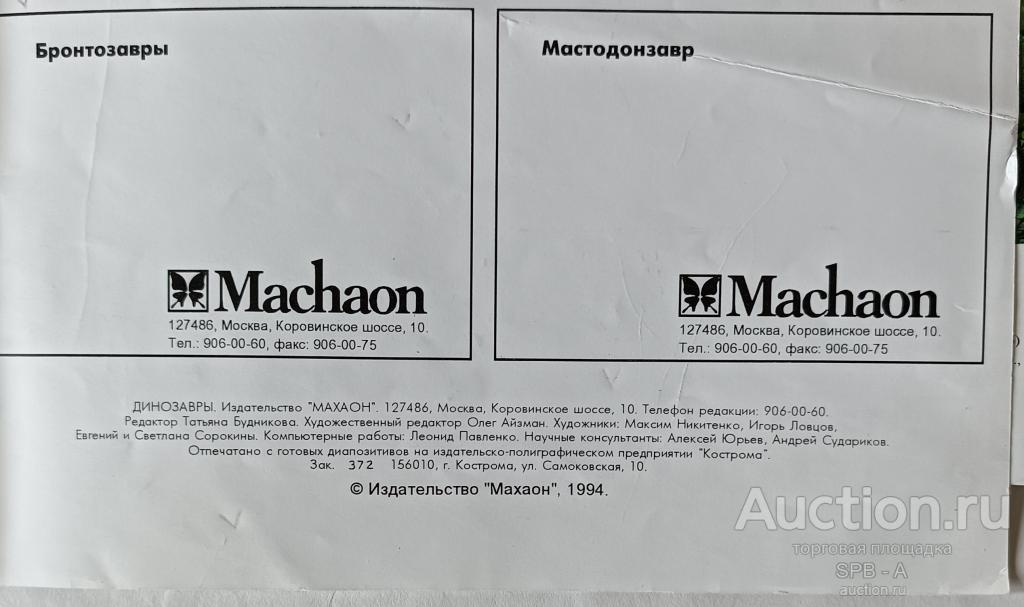 Бронтозавры
Machaon
127486, Москва, Коровинское шоссе, 10.
Тел.: 906-00-60, факс: 906-00-75
Мастодонзавр
Machaon
127486, Москва, Коровинское шоссе, 10.
Тел.: 906-00-60, факс: 906-00-75
ДИНОЗАВРЫ. Издательство "МАХАОН". 127486, Москва, Коровинское шоссе, 10. Телефон редакции: 906-00-60.
Редактор Татьяна Будникова. Художественный редактор Олег Айзман. Художники: Максим Никитенко, Игорь Ловцов,
Евгений и Светлана Сорокины. Компьютерные работы: Леонид Павленко. Научные консультанты: Алексей Юрьев, Андрей Судариков.
Отпечатано с готовых диапозитивов на издательско-полиграфическом предприятии "Кострома".
Зак. 372 156010, г. Кострома, ул. Самоковская, 10.
© Издательство "Махаон", 1994.
Auction.ru
торговая площадка
SPB - A
auction.ru